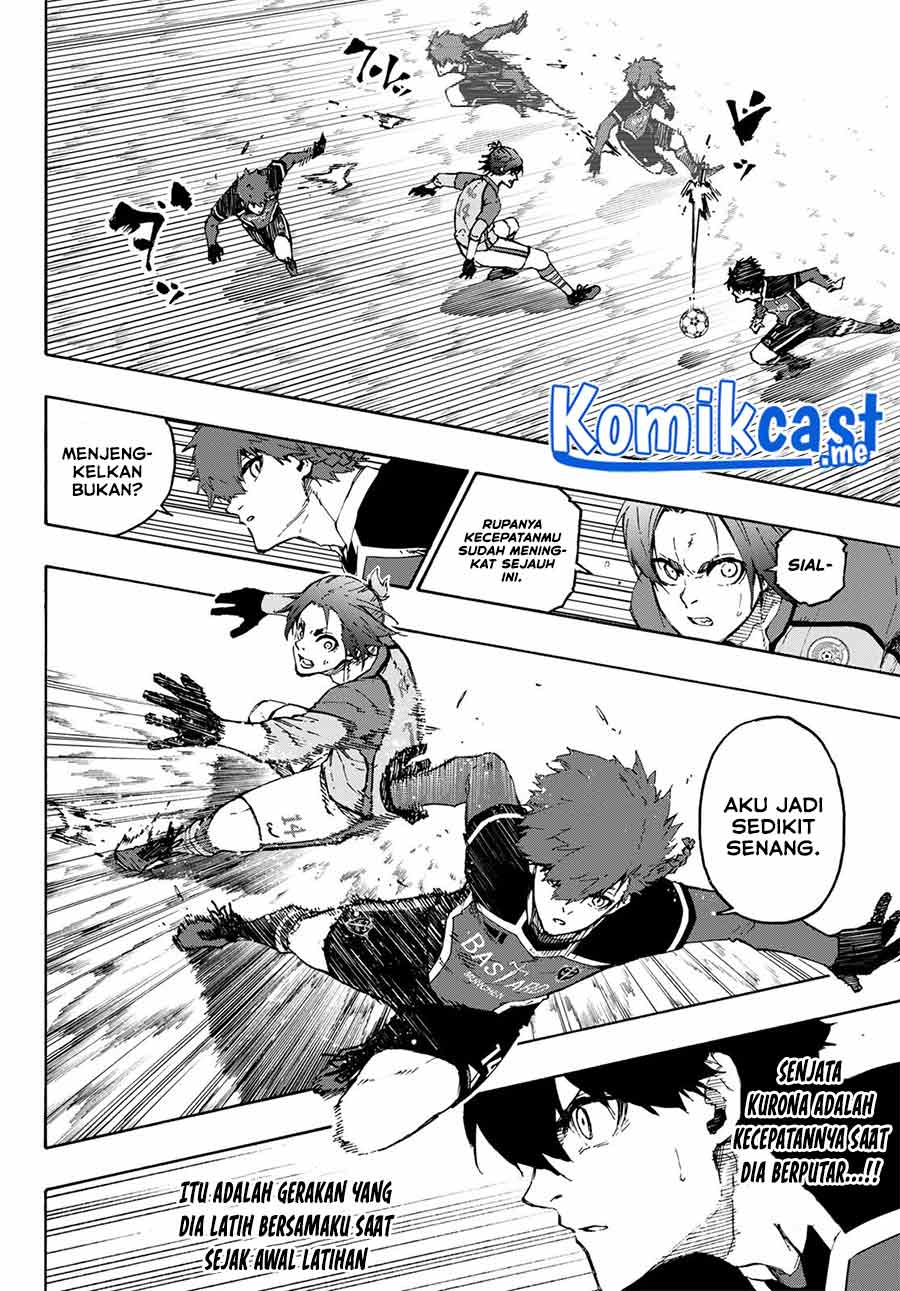 Komikcast
.me
SIAL-
RUPANYA
KECEPATANMU
SUDAH MENING-
KAT SEJAUH
INI.
MENJENG-
KELKAN
BUKAN?
AKU JADI
SEDIKIT
SENANG.
14
BASTARD
MÜNCHEN
SENJATA
KURONA ADALAH
KECEPATANNYA SAAT
DIA BERPUTAR...!!
ITU ADALAH GERAKAN YANG
DIA LATIH BERSAMAKU SAAT
SEJAK AWAL LATIHAN